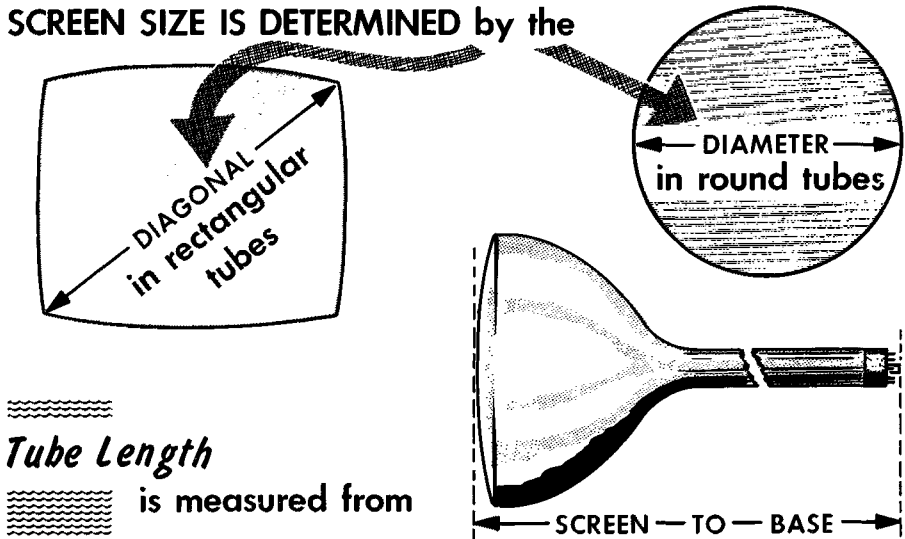 SCREEN SIZE IS DETERMINED by the
DIAGONAL
in rectangular
tubes
DIAMETER
in round tubes
Tube Length
is measured from
SCREEN — TO — BASE